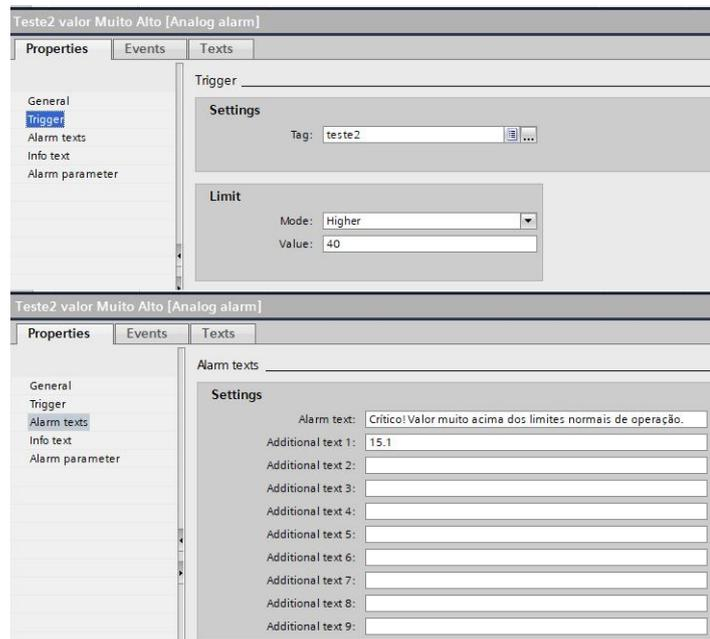 Teste2 valor Muito Alto [Analog alarm]
Properties Events Texts
Trigger
General
Trigger
Alarm texts
Info text
Alarm parameter
Settings
Tag: teste2
...
Limit
Mode: Higher
Value: 40
Teste2 valor Muito Alto [Analog alarm]
Properties Events Texts
Alarm texts
General
Trigger
Alarm texts
Info text
Alarm parameter
Settings
Alarm text: Crítico! Valor muito acima dos limites normais de operação.
Additional text 1: 15.1
Additional text 2:
Additional text 3:
Additional text 4:
Additional text 5:
Additional text 6:
Additional text 7:
Additional text 8:
Additional text 9: